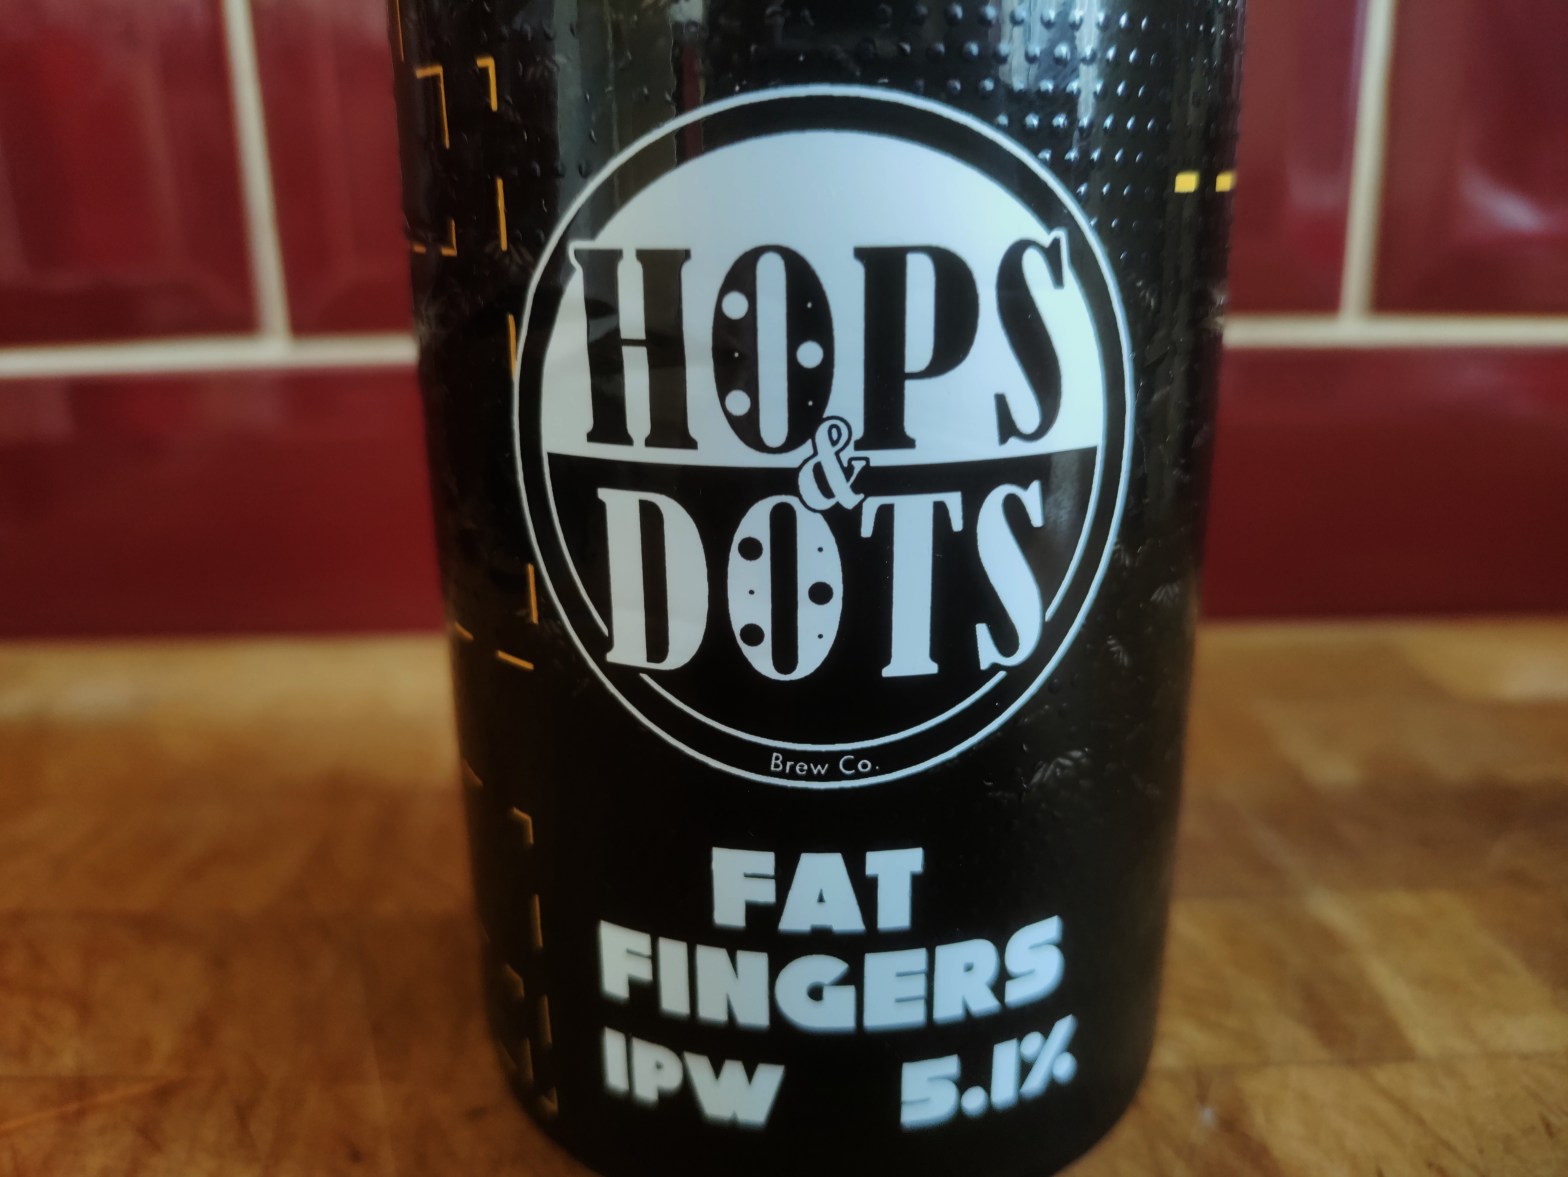 HOPS
&
DOTS
Brew Co.
FAT
FINGERS
IPW 5.1%